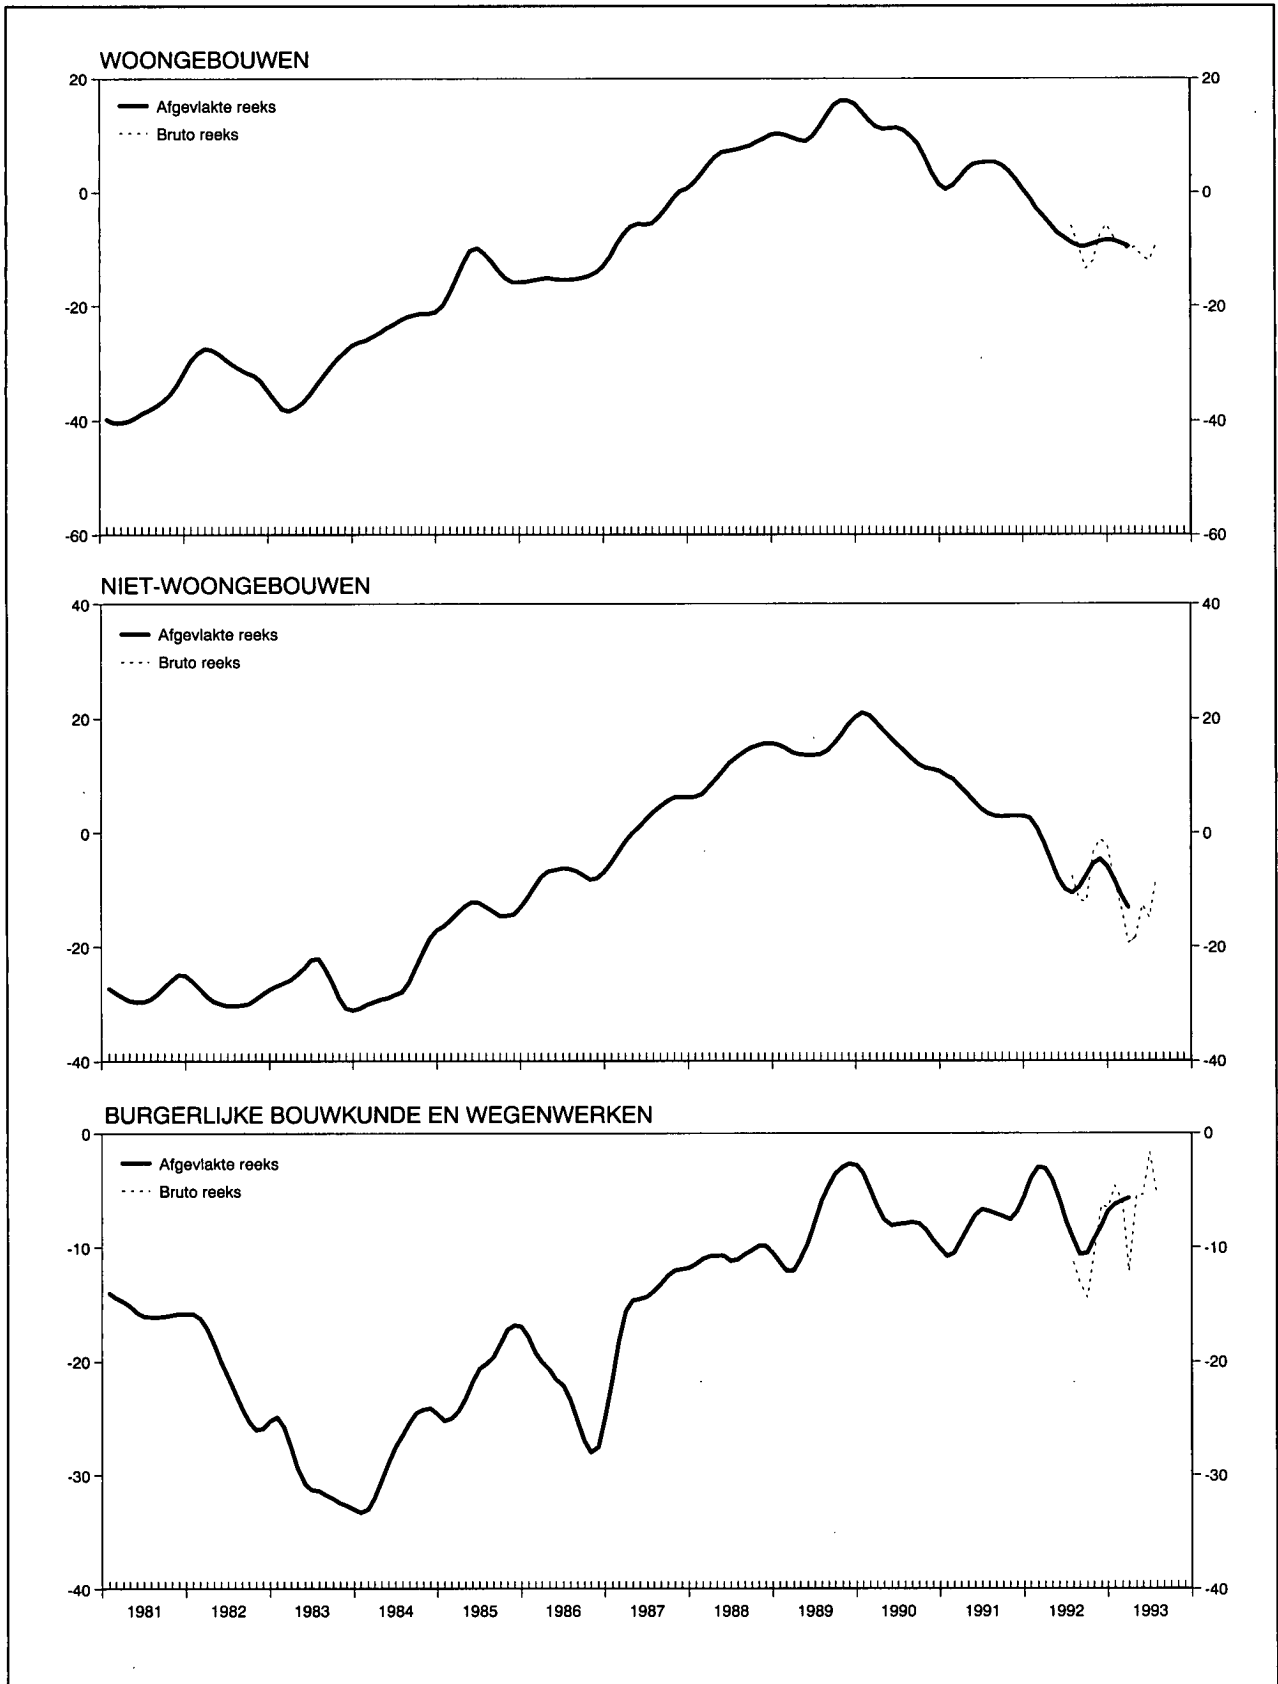 WOONGEBOUWEN
20 20
Afgevlakte reeks
Bruto reeks
0 0
-20 -20
-40 -40
-60 -60
NIET-WOONGEBOUWEN
40 40
Afgevlakte reeks
Bruto reeks
20 20
0 0
-20 -20
-40 -40
BURGERLIJKE BOUWKUNDE EN WEGENWERKEN
0 0
Afgevlakte reeks
Bruto reeks
-10 -10
-20 -20
-30 -30
-40 -40
1981 1982 1983 1984 1985 1986 1987 1988 1989 1990 1991 1992 1993